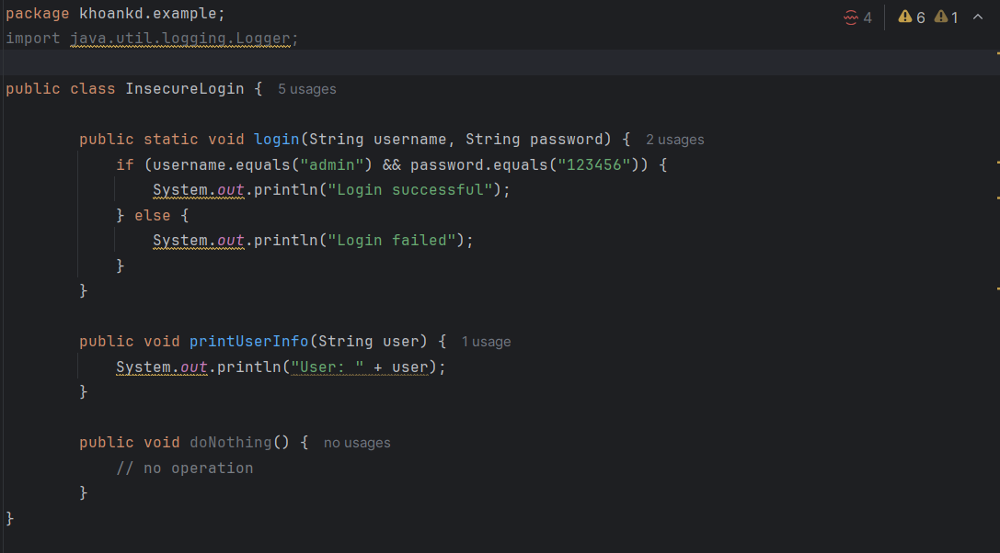 package khoankd.example;
4 6 1
import java.util.logging.Logger;
public class InsecureLogin { 5 usages
public static void login(String username, String password) { 2 usages
if (username.equals("admin") && password.equals("123456")) {
System.out.println("Login successful");
} else {
System.out.println("Login failed");
}
}
public void printUserInfo(String user) { 1 usage
System.out.println("User: " + user);
}
public void doNothing() { no usages
// no operation
}
}